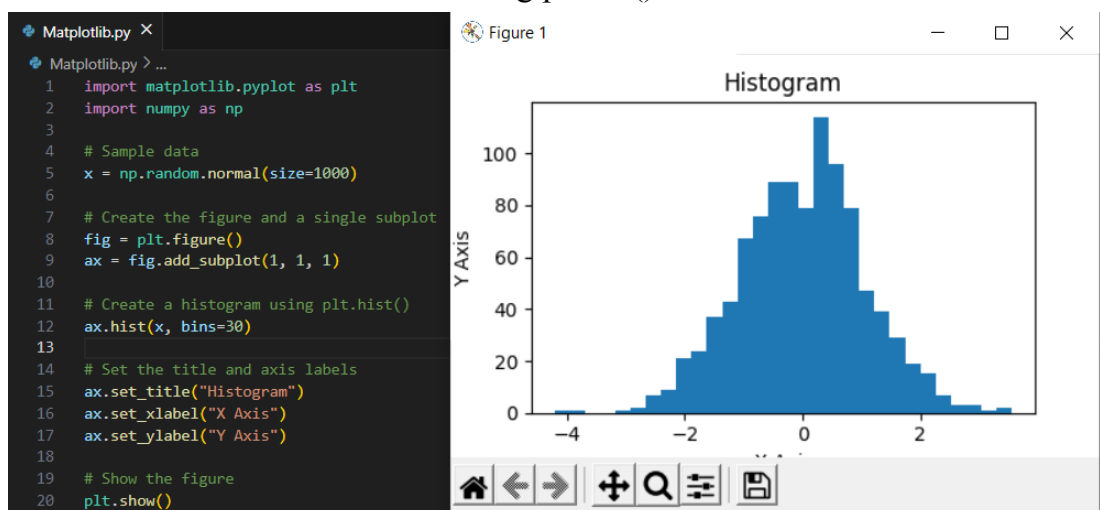 Matplotlib.py
Matplotlib.py > ...
1 import matplotlib.pyplot as plt
2 import numpy as np
3
4 # Sample data
5 x = np.random.normal(size=1000)
6
7 # Create the figure and a single subplot
8 fig = plt.figure()
9 ax = fig.add_subplot(1, 1, 1)
10
11 # Create a histogram using plt.hist()
12 ax.hist(x, bins=30)
13
14 # Set the title and axis labels
15 ax.set_title("Histogram")
16 ax.set_xlabel("X Axis")
17 ax.set_ylabel("Y Axis")
18
19 # Show the figure
20 plt.show()
Figure 1
Histogram
Y Axis
100
80
60
40
20
0
−4 −2 0 2